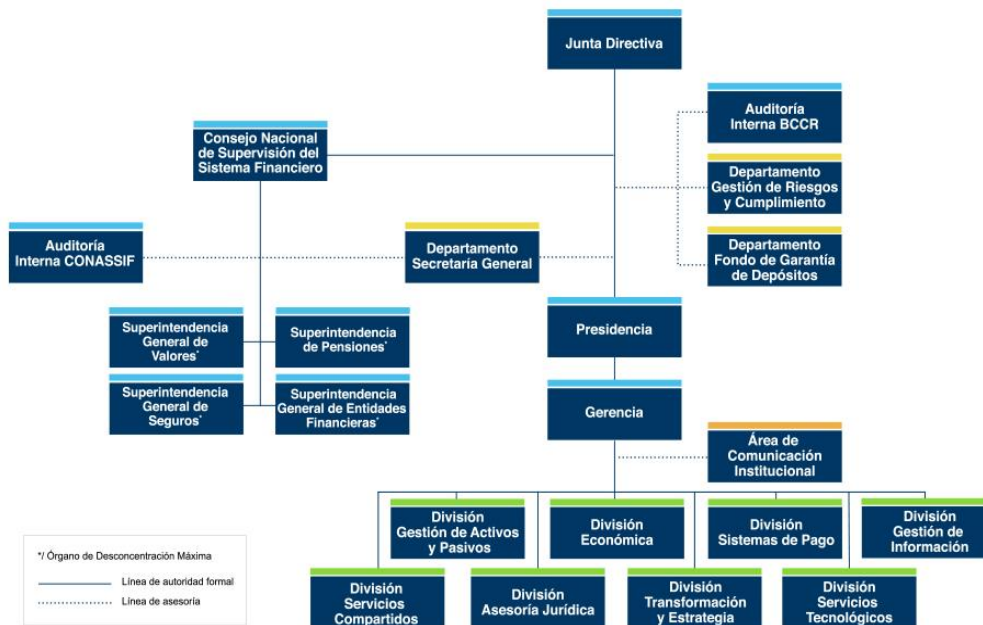 Junta Directiva
Auditoría
Interna BCCR
Consejo Nacional
de Supervisión del
Sistema Financiero
Departamento
Gestión de Riesgos
y Cumplimiento
Auditoría
Interna CONASSIF
Departamento
Secretaría General
Departamento
Fondo de Garantía
de Depósitos
Superintendencia
General de
Valores*
Superintendencia
de Pensiones*
Presidencia
Superintendencia
General de
Seguros*
Superintendencia
General de Entidades
Financieras*
Gerencia
Área de
Comunicación
Institucional
División
Gestión de Activos
y Pasivos
División
Económica
División
Sistemas de Pago
División
Gestión de
Información
División
Servicios
Compartidos
División
Asesoría Jurídica
División
Transformación
y Estrategia
División
Servicios
Tecnológicos
*/ Órgano de Desconcentración Máxima
Línea de autoridad formal
Línea de asesoría